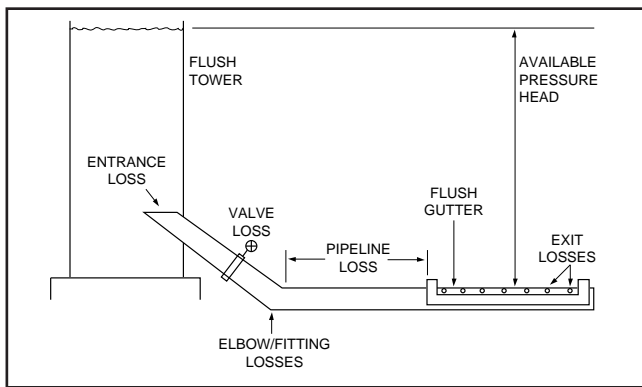 FLUSH
TOWER
AVAILABLE
PRESSURE
HEAD
ENTRANCE
LOSS
VALVE
LOSS
FLUSH
GUTTER
PIPELINE
LOSS
EXIT
LOSSES
ELBOW/FITTING
LOSSES